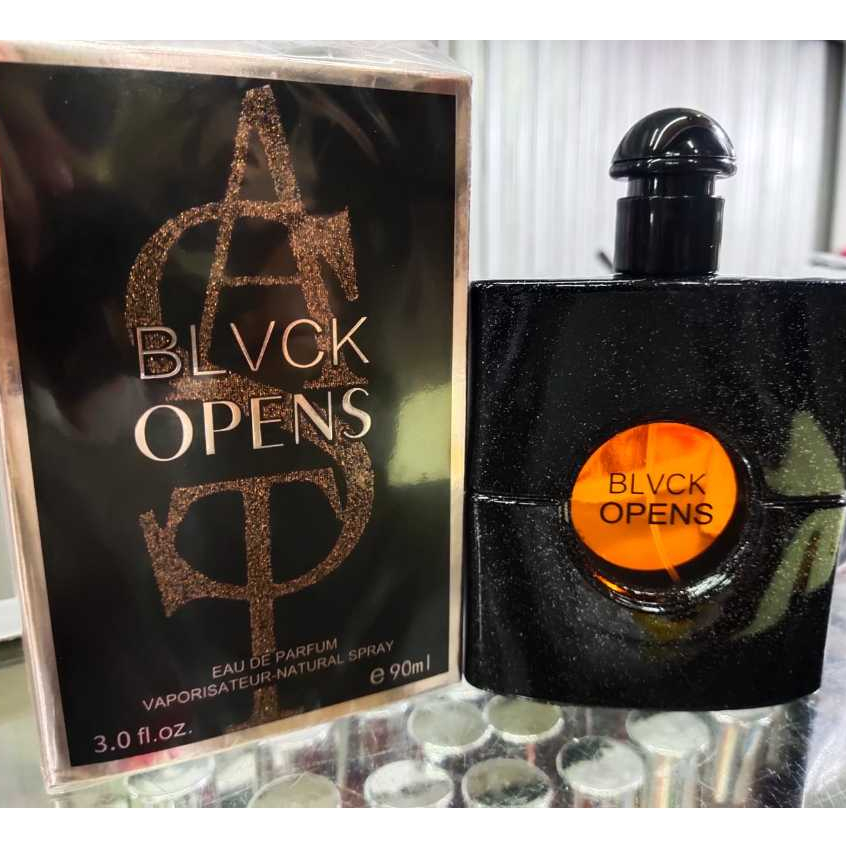 BLVCK
OPENS
EAU DE PARFUM
VAPORISATEUR-NATURAL SPRAY
e 90ml
3.0 fl.oz.
BLVCK
OPENS